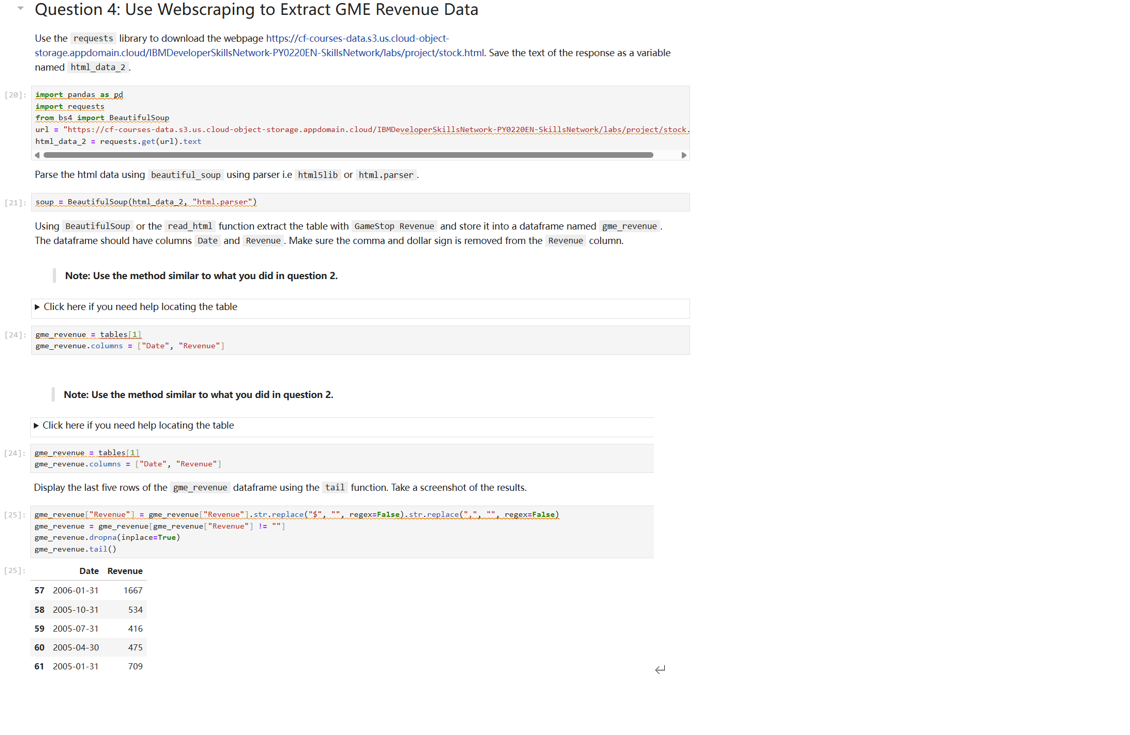 Question 4: Use Webscraping to Extract GME Revenue Data
Use the requests library to download the webpage https://cf-courses-data.s3.us.cloud-object-
storage.appdomain.cloud/IBMDeveloperSkillsNetwork-PY0220EN-SkillsNetwork/labs/project/stock.html. Save the text of the response as a variable
named html_data_2.
[20]:
import pandas as pd
import requests
from bs4 import BeautifulSoup
url = "https://cf-courses-data.s3.us.cloud-object-storage.appdomain.cloud/IBMDeveloperSkillsNetwork-PY0220EN-SkillsNetwork/labs/project/stock.
html_data_2 = requests.get(url).text
Parse the html data using beautiful_soup using parser i.e html5lib or html.parser.
[21]:
soup = BeautifulSoup(html_data_2, "html.parser")
Using BeautifulSoup or the read_html function extract the table with GameStop Revenue and store it into a dataframe named gme_revenue.
The dataframe should have columns Date and Revenue. Make sure the comma and dollar sign is removed from the Revenue column.
Note: Use the method similar to what you did in question 2.
Click here if you need help locating the table
[24]:
gme_revenue = tables[1]
gme_revenue.columns = ["Date", "Revenue"]
Note: Use the method similar to what you did in question 2.
Click here if you need help locating the table
[24]:
gme_revenue = tables[1]
gme_revenue.columns = ["Date", "Revenue"]
Display the last five rows of the gme_revenue dataframe using the tail function. Take a screenshot of the results.
[25]:
gme_revenue["Revenue"] = gme_revenue["Revenue"].str.replace("$", "", regex=False).str.replace(",", "", regex=False)
gme_revenue = gme_revenue[gme_revenue["Revenue"] != ""]
gme_revenue.dropna(inplace=True)
gme_revenue.tail()
[25]:
Date Revenue
57 2006-01-31 1667
58 2005-10-31 534
59 2005-07-31 416
60 2005-04-30 475
61 2005-01-31 709